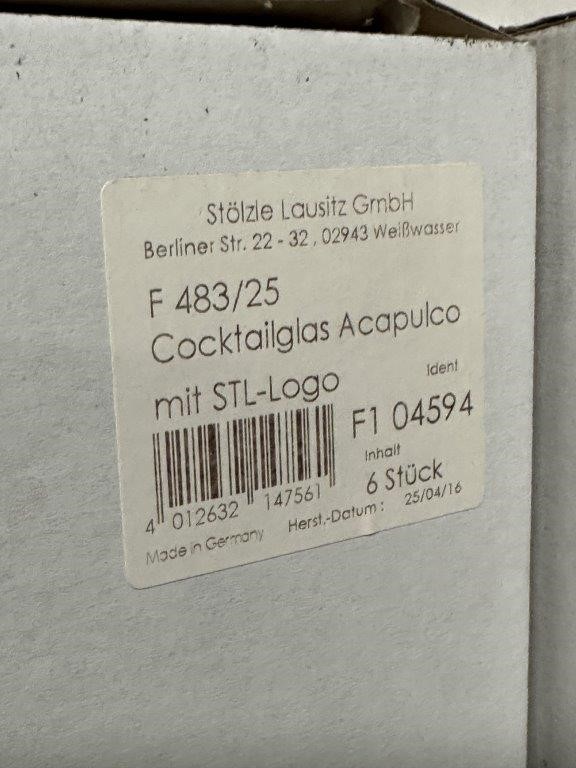 Stölzle Lausitz GmbH
Berliner Str. 22 - 32 , 02943 Weißwasser
F 483/25
Cocktailglas Acapulco
mit STL-Logo
Ident
F1 04594
Inhalt
6 Stück
4 012632 147561
Herst.-Datum : 25/04/16
Made in Germany